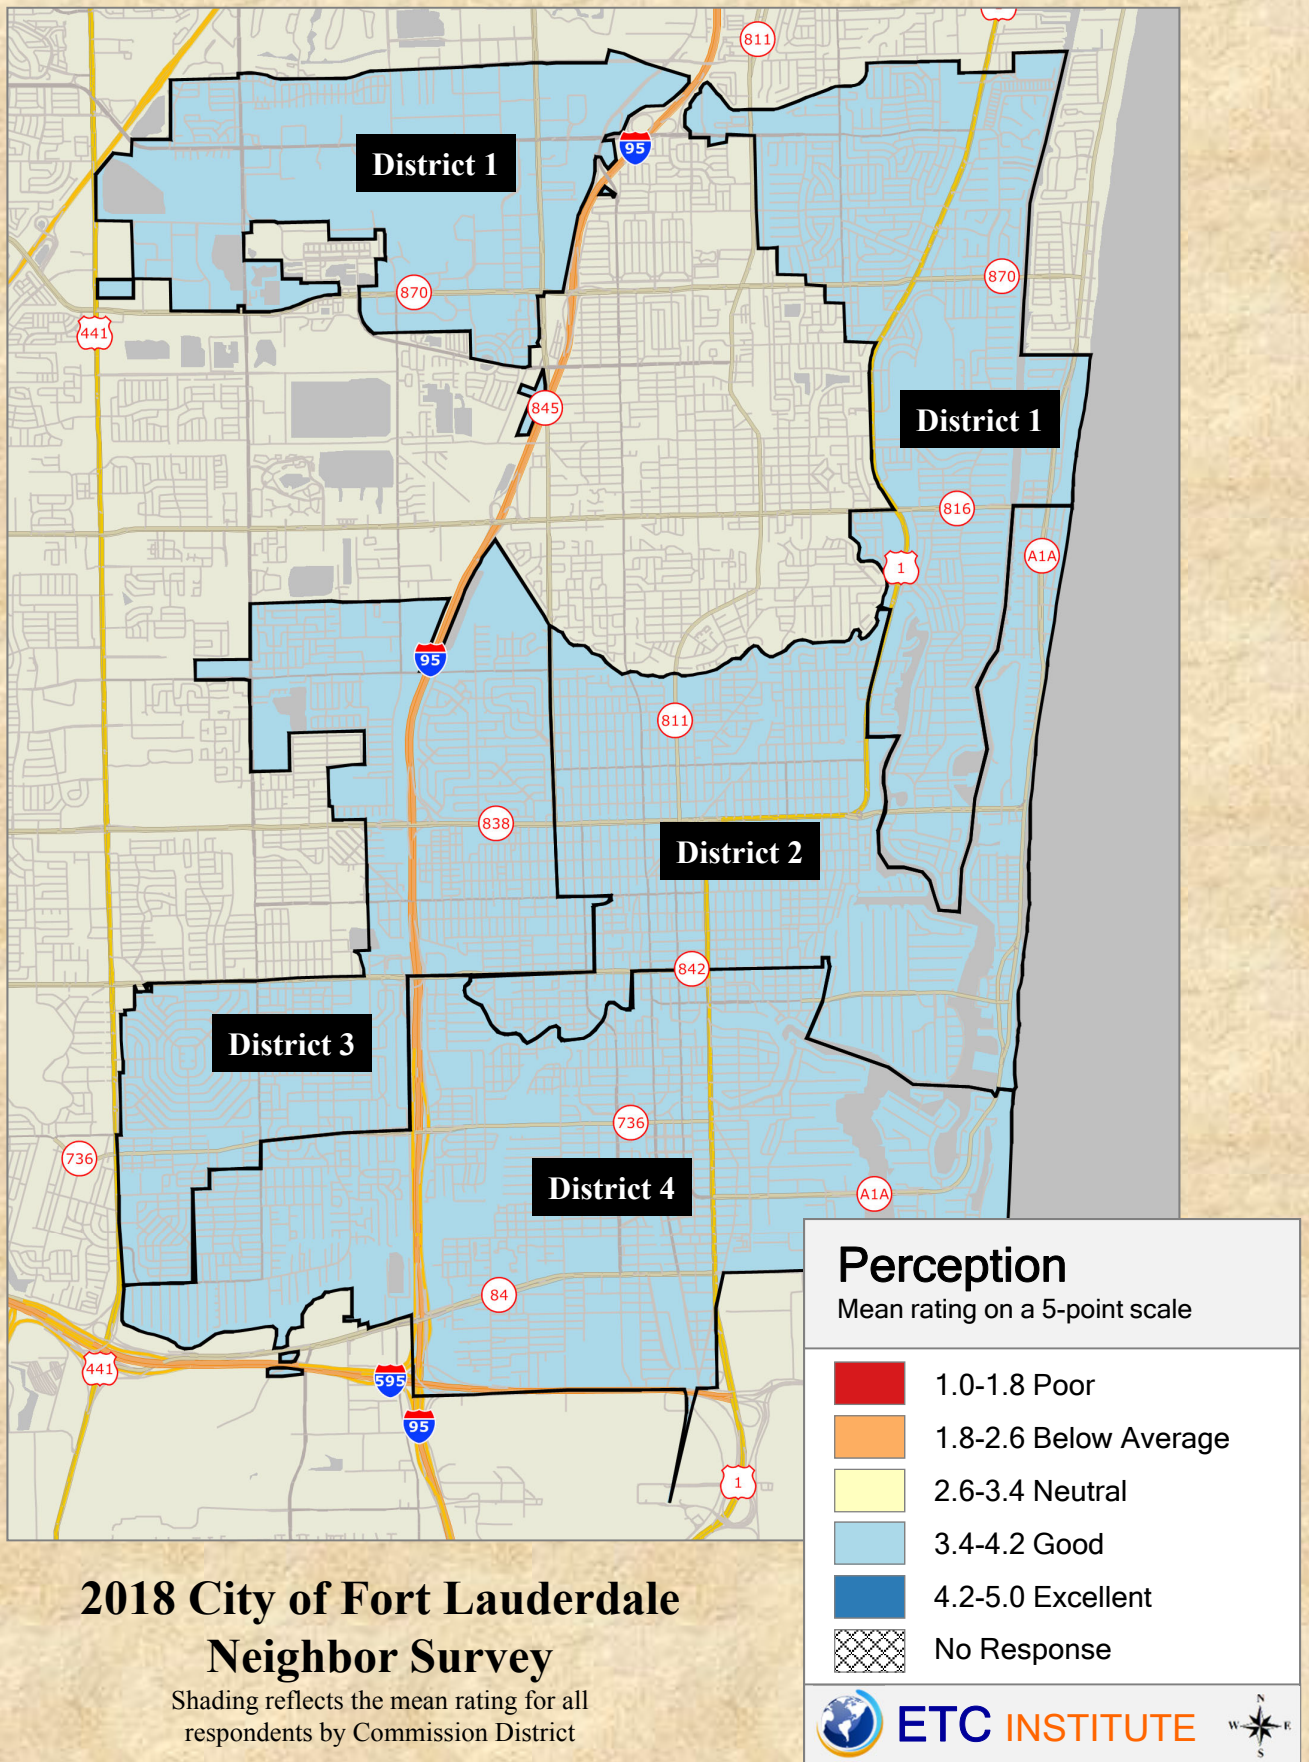 811
1
95
District 1
870
870
441
845
District 1
816
A1A
1
95
811
838
District 2
842
District 3
736
736
District 4
A1A
84
441
595
95
1
Perception
Mean rating on a 5-point scale
1.0-1.8 Poor
1.8-2.6 Below Average
2.6-3.4 Neutral
3.4-4.2 Good
4.2-5.0 Excellent
No Response
2018 City of Fort Lauderdale
Neighbor Survey
Shading reflects the mean rating for all
respondents by Commission District
ETC INSTITUTE
N
W E
S